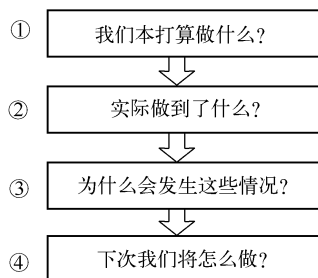 ① 我们本打算做什么?
② 实际做到了什么?
③ 为什么会发生这些情况?
④ 下次我们将怎么做?